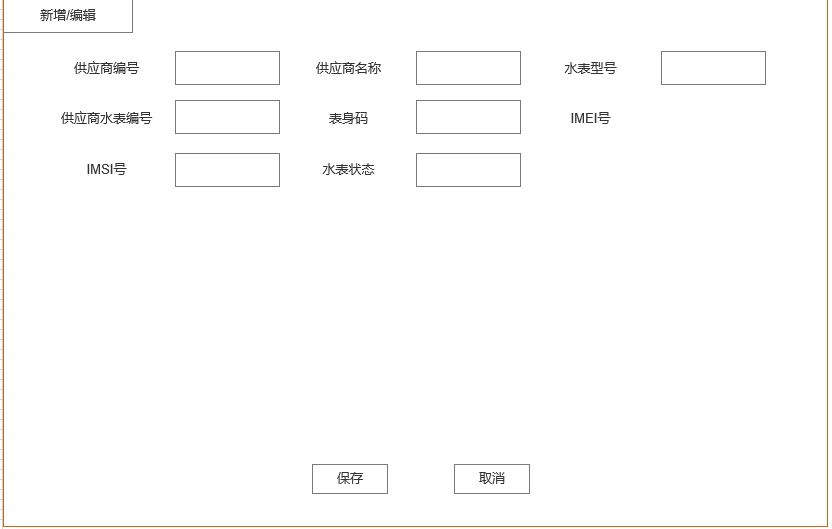 新增/编辑
供应商编号 供应商名称 水表型号
供应商水表编号 表身码 IMEI号
IMSI号 水表状态
保存 取消